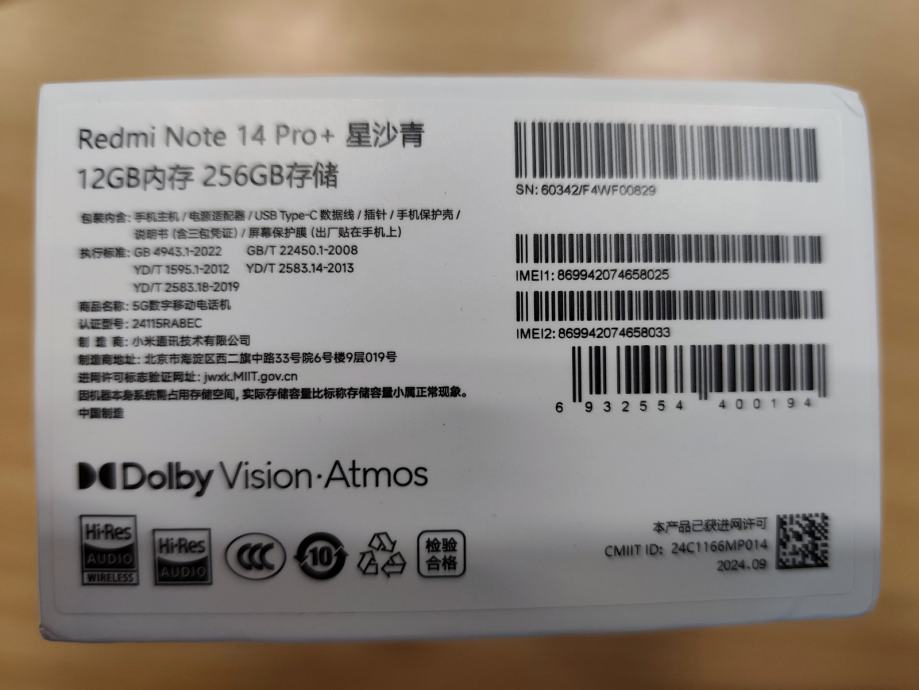 Redmi Note 14 Pro+ 星沙青
12GB内存 256GB存储
包装内含: 手机主机 / 电源适配器 / USB Type-C 数据线 / 插针 / 手机保护壳 /
说明书 (含三包凭证) / 屏幕保护膜 (出厂贴在手机上)
执行标准: GB 4943.1-2022 GB/T 22450.1-2008
YD/T 1595.1-2012 YD/T 2583.14-2013
YD/T 2583.18-2019
商品名称: 5G数字移动电话机
认证型号: 24115RA8EC
制 造 商: 小米通讯技术有限公司
制造商地址: 北京市海淀区西二旗中路33号院6号楼9层019号
进网许可标志验证网址: jwxk.MIIT.gov.cn
因机器本身系统需占用存储空间，实际存储容量比标称存储容量小属正常现象。
中国制造
Dolby Vision·Atmos
Hi-Res
AUDIO
WIRELESS
Hi-Res
AUDIO
CCC
10
检验
合格
SN: 60342/F4WF00829
IMEI1: 869942074658025
IMEI2: 869942074658033
6 932554 400194
本产品已获进网许可
CMIIT ID: 24C1166MP014
2024.09